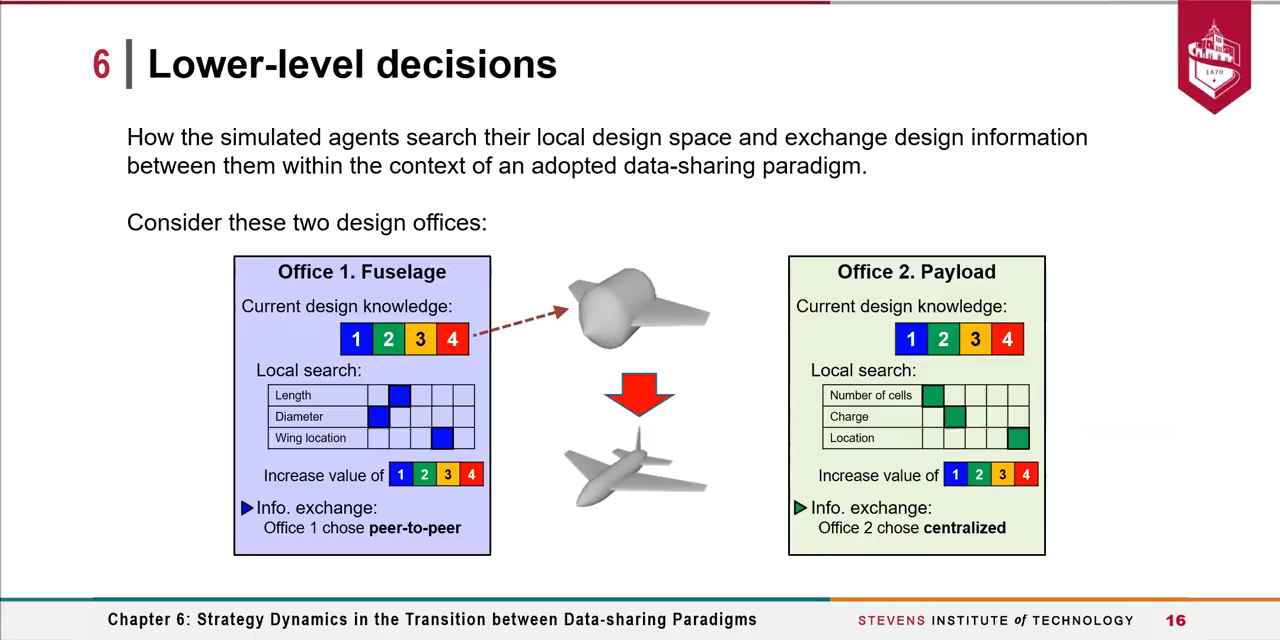 6 Lower-level decisions
1870
How the simulated agents search their local design space and exchange design information
between them within the context of an adopted data-sharing paradigm.
Consider these two design offices:
Office 1. Fuselage
Current design knowledge:
1 2 3 4
Local search:
Length
Diameter
Wing location
Increase value of 1 2 3 4
Info. exchange:
Office 1 chose peer-to-peer
Office 2. Payload
Current design knowledge:
1 2 3 4
Local search:
Number of cells
Charge
Location
Increase value of 1 2 3 4
Info. exchange:
Office 2 chose centralized
Chapter 6: Strategy Dynamics in the Transition between Data-sharing Paradigms
STEVENS INSTITUTE of TECHNOLOGY 16